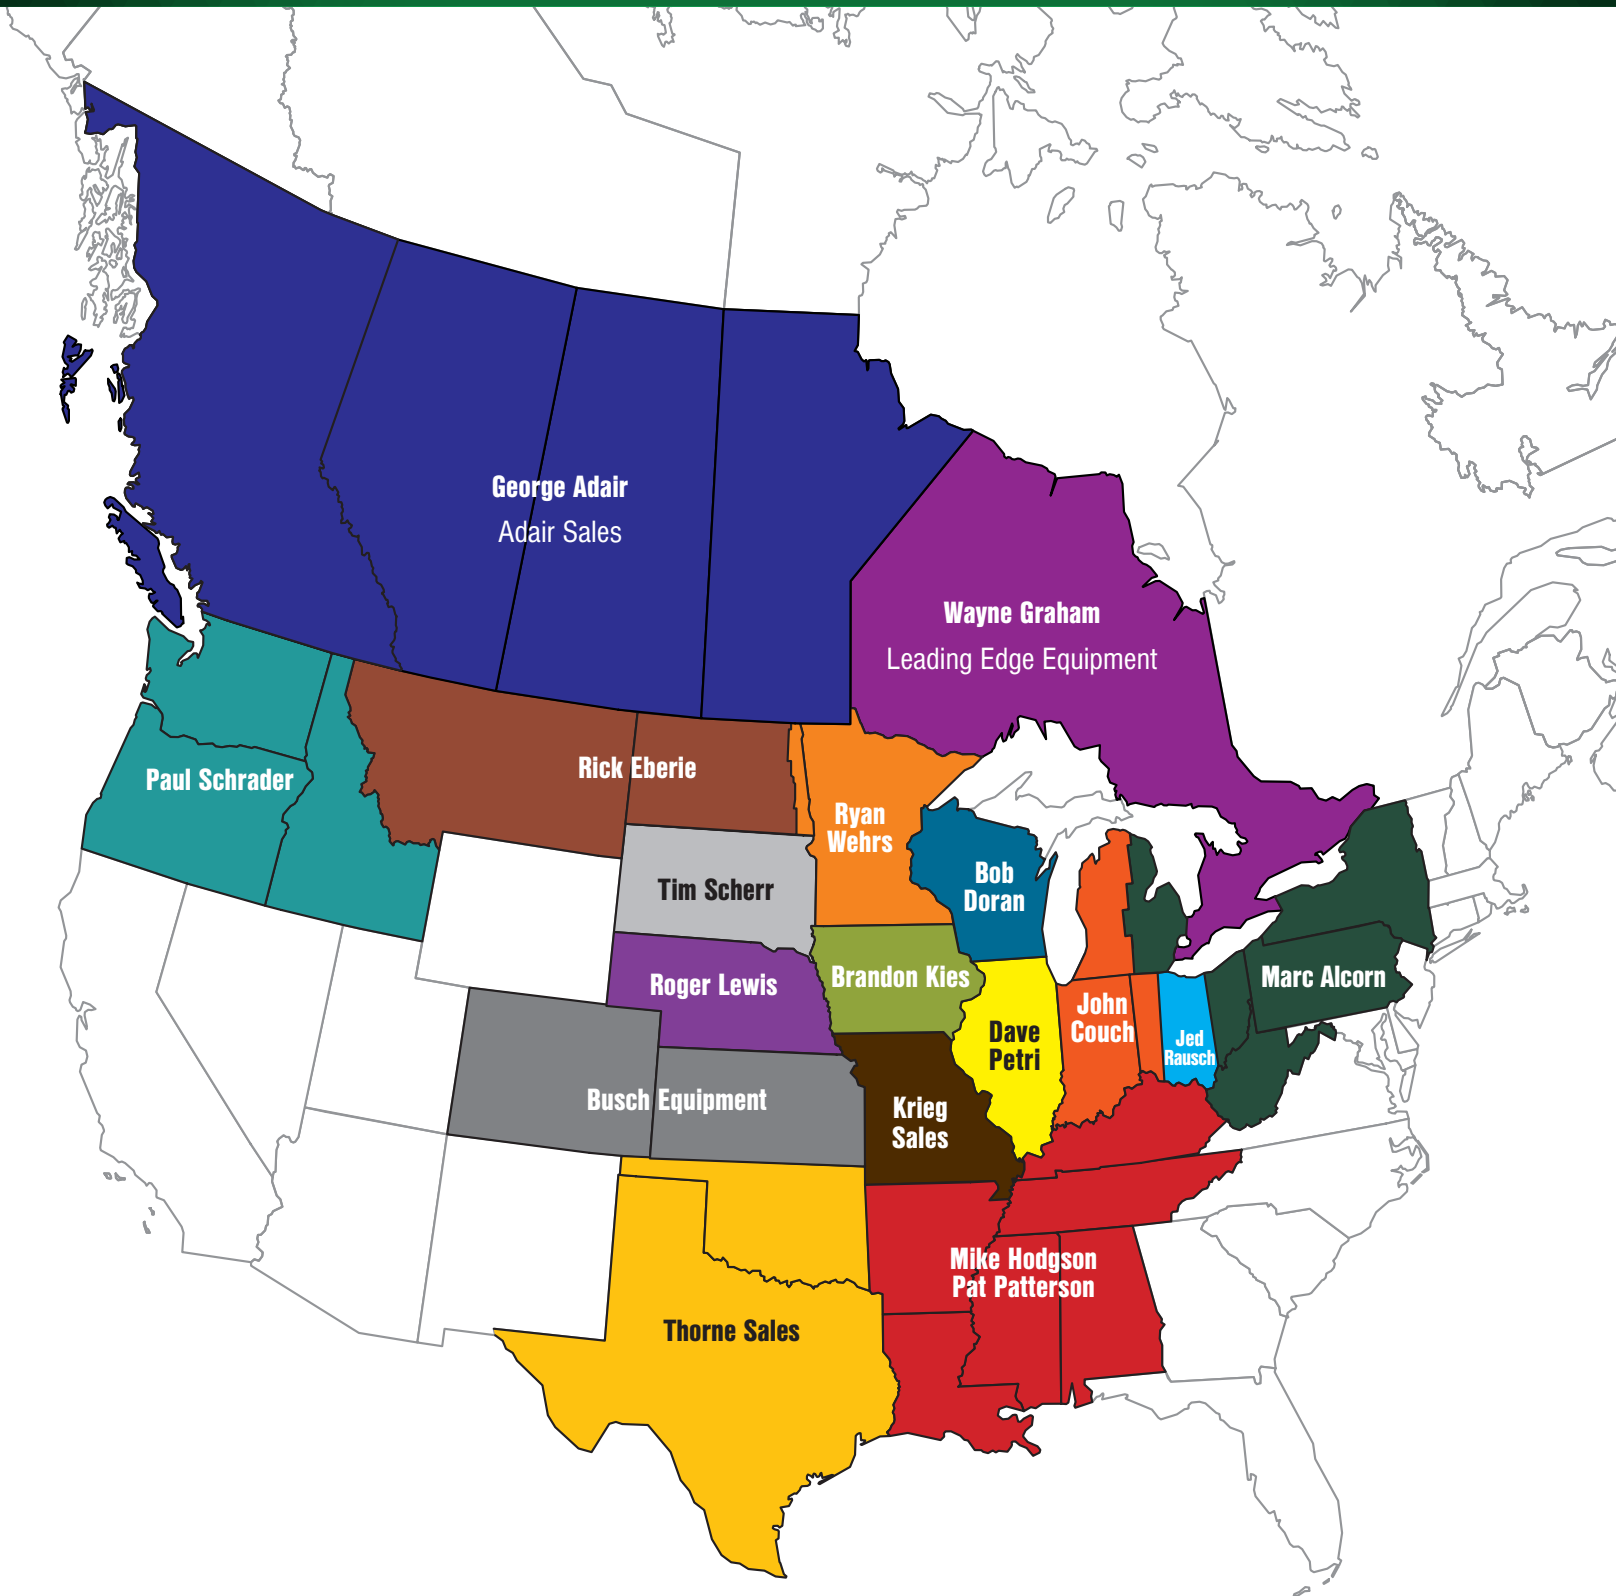 George Adair
Adair Sales
Wayne Graham
Leading Edge Equipment
Paul Schrader
Rick Eberie
Ryan
Wehrs
Tim Scherr
Bob
Doran
Roger Lewis
Brandon Kies
Marc Alcorn
John
Couch
Dave
Petri
Jed
Rausch
Busch Equipment
Krieg
Sales
Mike Hodgson
Pat Patterson
Thorne Sales